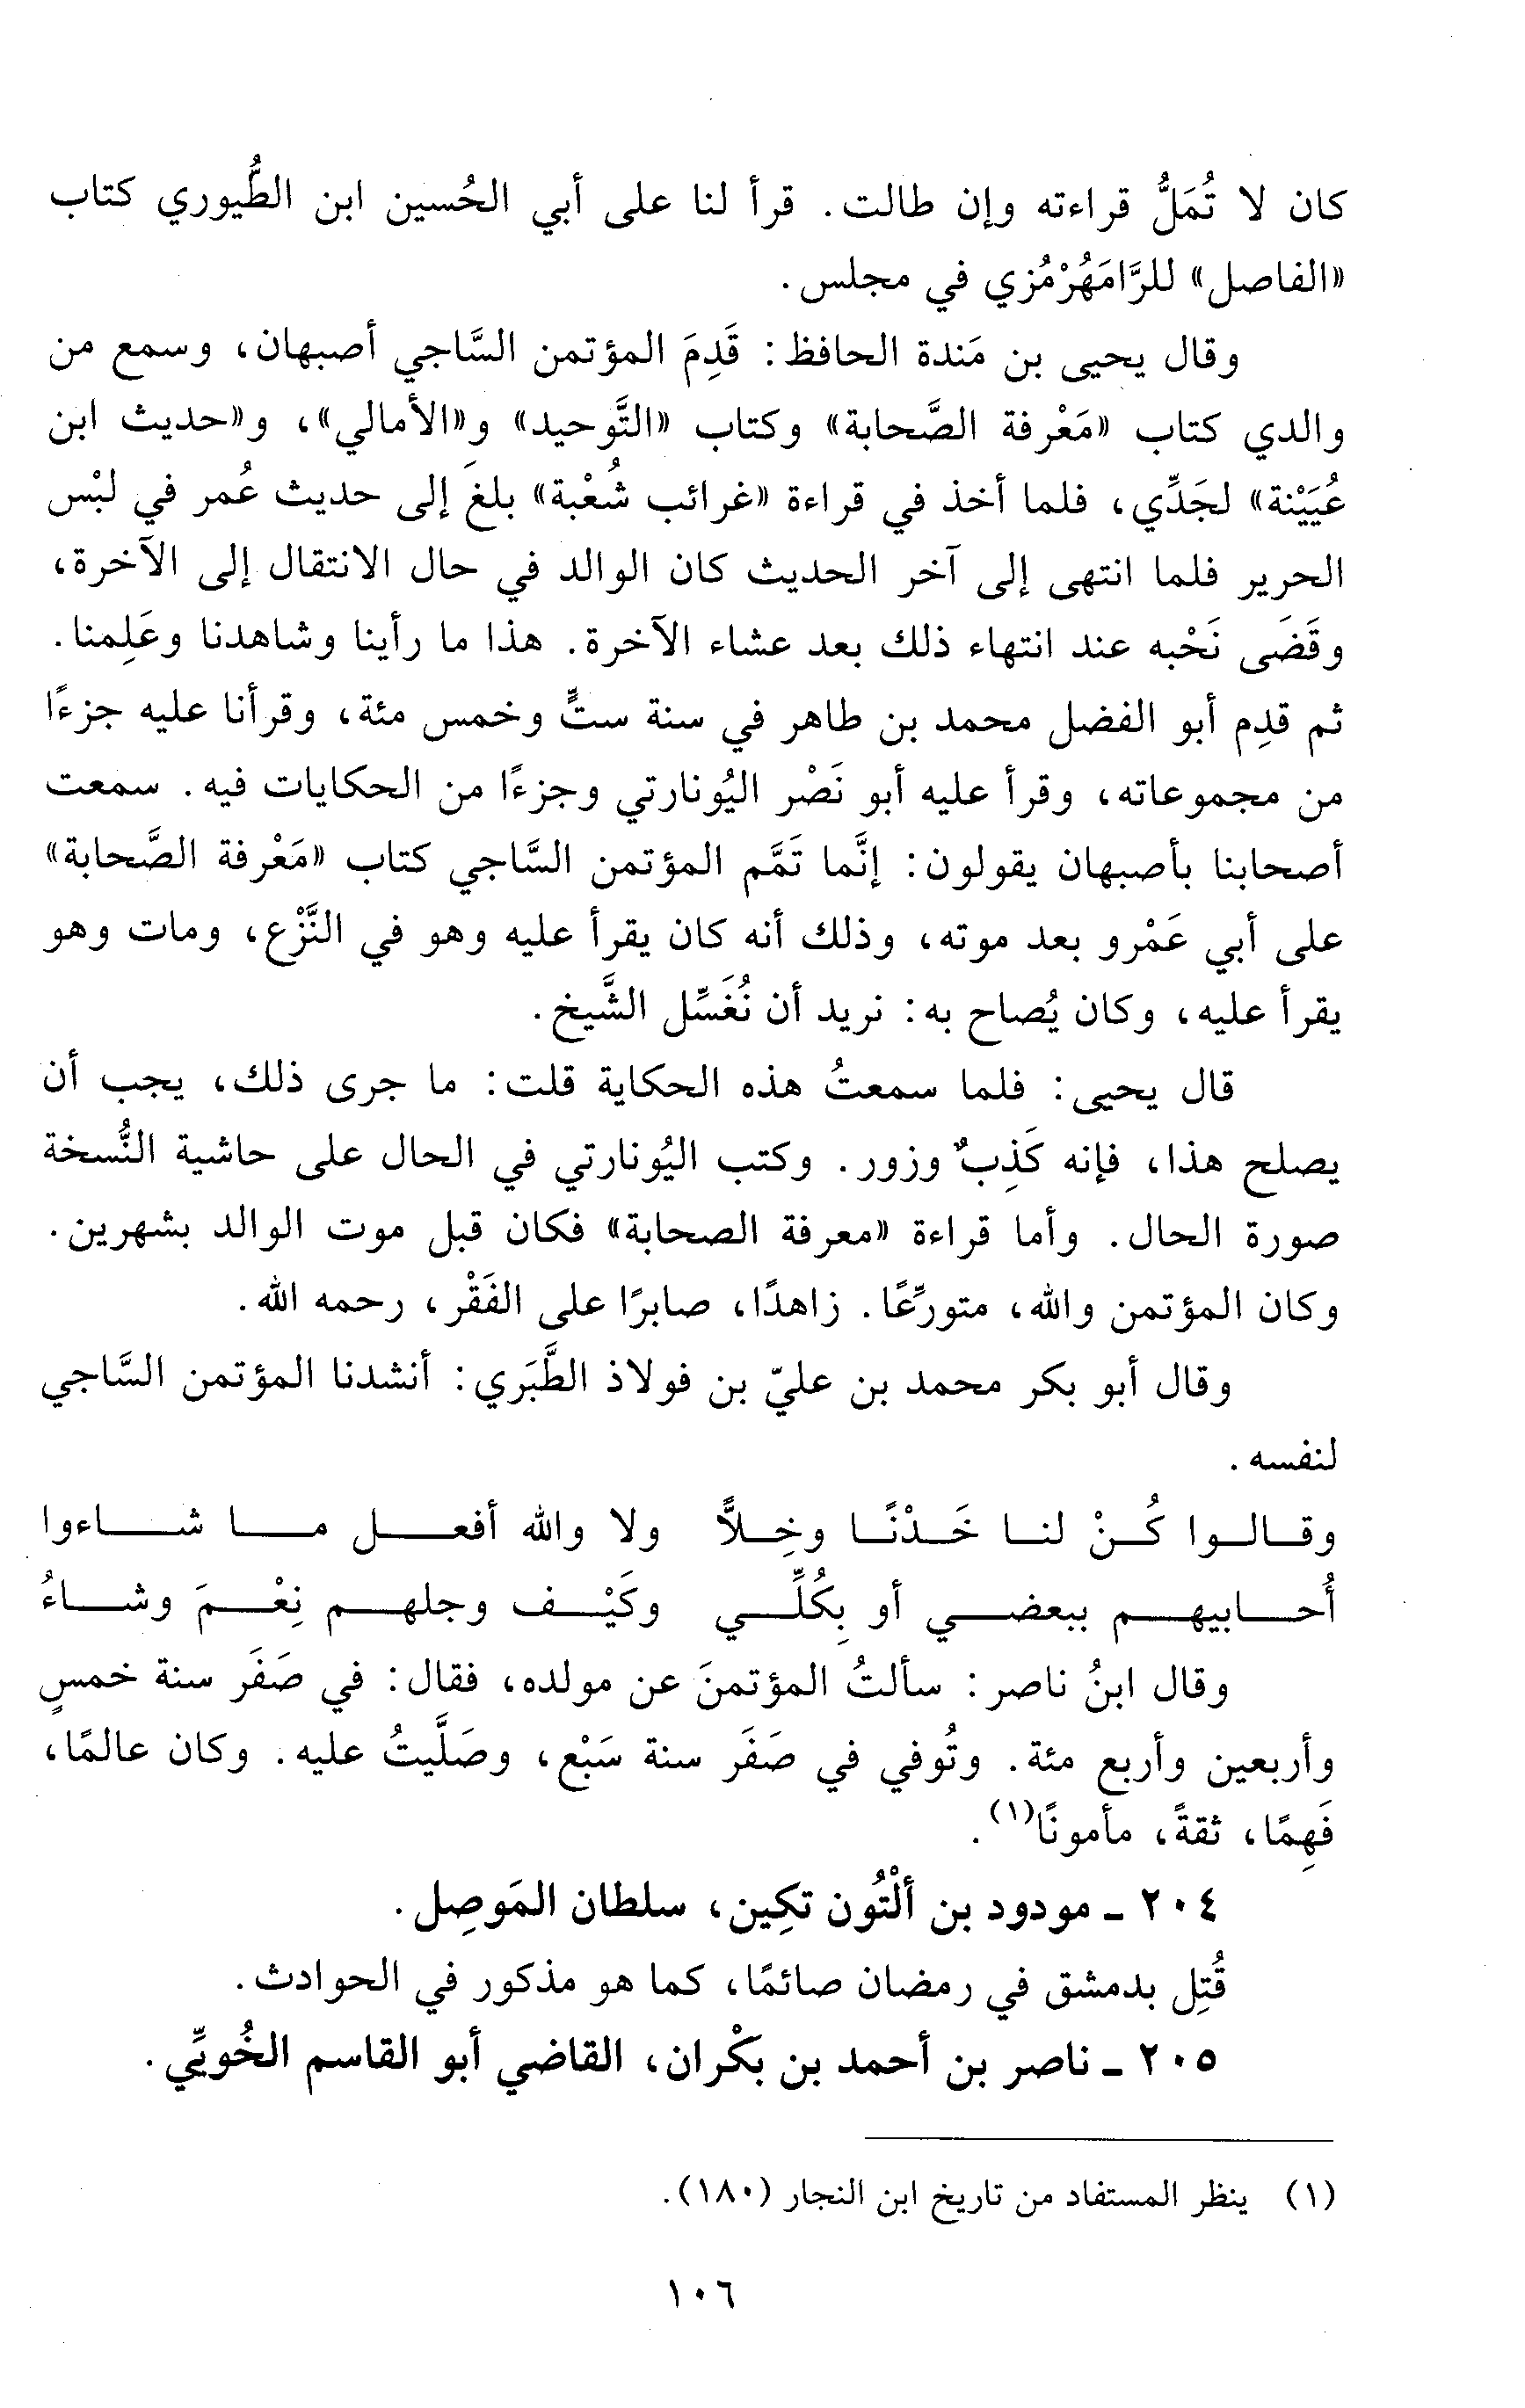 كان لا تُمَلُّ قراءته وإن طالت. قرأ لنا على أبي الحُسين ابن الطُّيوري كتاب
«الفاصل» للرَّامَهُرْمُزي في مجلس.
وقال يحيى بن مَندة الحافظ: قَدِمَ المؤتمن السَّاجي أصبهان، وسمع من
والدي كتاب «مَعْرفة الصَّحابة» وكتاب «التَّوحيد» و«الأمالي»، و«حديث ابن
عُيَيْنة» لجَدِّي، فلما أخذ في قراءة «غرائب شُعْبة» بلغَ إلى حديث عُمر في لبْس
الحرير فلما انتهى إلى آخر الحديث كان الوالد في حال الانتقال إلى الآخرة،
وقَضَى نَحْبه عند انتهاء ذلك بعد عشاء الآخرة. هذا ما رأينا وشاهدنا وعَلِمنا.
ثم قدِم أبو الفضل محمد بن طاهر في سنة ستٍّ وخمس مئة، وقرأنا عليه جزءًا
من مجموعاته، وقرأ عليه أبو نَصْر اليُونارتي وجزءًا من الحكايات فيه. سمعت
أصحابنا بأصبهان يقولون: إنَّما تَمَّم المؤتمن السَّاجي كتاب «مَعْرفة الصَّحابة»
على أبي عَمْرو بعد موته، وذلك أنه كان يقرأ عليه وهو في النَّزْع، ومات وهو
يقرأ عليه، وكان يُصاح به: نريد أن نُغَسِّل الشَّيخ.
قال يحيى: فلما سمعتُ هذه الحكاية قلت: ما جرى ذلك، يجب أن
يصلح هذا، فإنه كَذِبٌ وزور. وكتب اليُونارتي في الحال على حاشية النُّسخة
صورة الحال. وأما قراءة «معرفة الصحابة» فكان قبل موت الوالد بشهرين.
وكان المؤتمن والله، متورِّعًا. زاهدًا، صابرًا على الفَقْر، رحمه الله.
وقال أبو بكر محمد بن عليّ بن فولاذ الطَّبَري: أنشدنا المؤتمن السَّاجي
لنفسه.
وقالوا كُنْ لنا خَدْنًا وخِلاًّ ولا والله أفعل ما شاءوا
أُحابيهم ببعضي أو بِكُلِّي وكَيْف وجلهم نِعْمَ وشاءُ
وقال ابنُ ناصر: سألتُ المؤتمنَ عن مولده، فقال: في صَفَر سنة خمسٍ
وأربعين وأربع مئة. وتُوفي في صَفَر سنة سَبْع، وصَلَّيتُ عليه. وكان عالمًا،
فَهِمًا، ثقةً، مأمونًا(١).
٢٠٤ ـ مودود بن ألْتُون تكِين، سلطان المَوصِل.
قُتِل بدمشق في رمضان صائمًا، كما هو مذكور في الحوادث.
٢٠٥ ـ ناصر بن أحمد بن بكْران، القاضي أبو القاسم الخُويِّي.
(١) ينظر المستفاد من تاريخ ابن النجار (١٨٠).
١٠٦